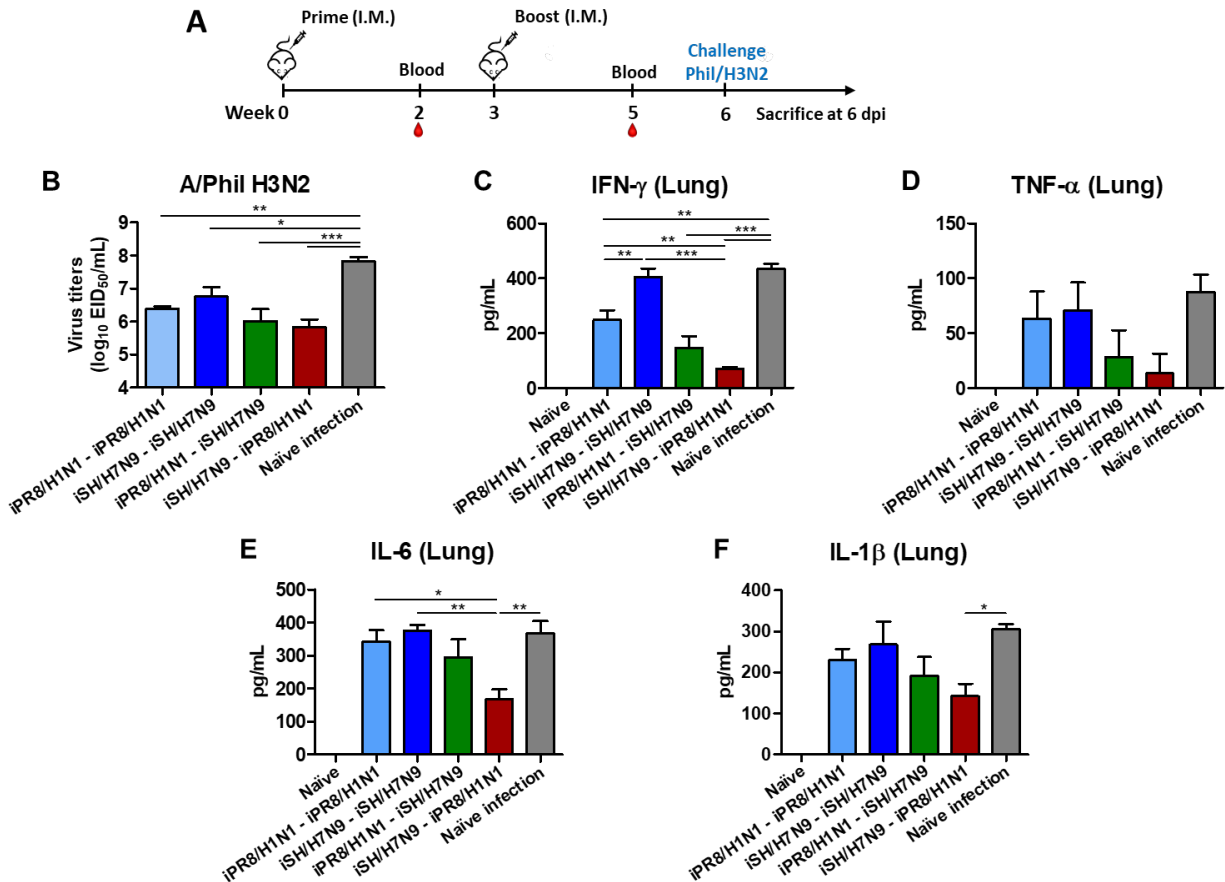 A
Prime (I.M.)
Boost (I.M.)
Blood
Blood
Challenge
Phil/H3N2
Week 0
2
3
5
6
Sacrifice at 6 dpi
B
A/Phil H3N2
Virus titers
(log10 EID50/mL)
9
8
7
6
5
4
**
*
***
iPR8/H1N1 - iPR8/H1N1
iSH/H7N9 - iSH/H7N9
iPR8/H1N1 - iSH/H7N9
iSH/H7N9 - iPR8/H1N1
Naïve infection
C
IFN-γ (Lung)
pg/mL
600
400
200
0
**
***
**
** ***
Naïve
iPR8/H1N1 - iPR8/H1N1
iSH/H7N9 - iSH/H7N9
iPR8/H1N1 - iSH/H7N9
iSH/H7N9 - iPR8/H1N1
Naïve infection
D
TNF-α (Lung)
pg/mL
150
100
50
0
Naïve
iPR8/H1N1 - iPR8/H1N1
iSH/H7N9 - iSH/H7N9
iPR8/H1N1 - iSH/H7N9
iSH/H7N9 - iPR8/H1N1
Naïve infection
E
IL-6 (Lung)
pg/mL
500
400
300
200
100
0
*
** **
Naïve
iPR8/H1N1 - iPR8/H1N1
iSH/H7N9 - iSH/H7N9
iPR8/H1N1 - iSH/H7N9
iSH/H7N9 - iPR8/H1N1
Naïve infection
F
IL-1β (Lung)
pg/mL
400
300
200
100
0
*
Naïve
iPR8/H1N1 - iPR8/H1N1
iSH/H7N9 - iSH/H7N9
iPR8/H1N1 - iSH/H7N9
iSH/H7N9 - iPR8/H1N1
Naïve infection